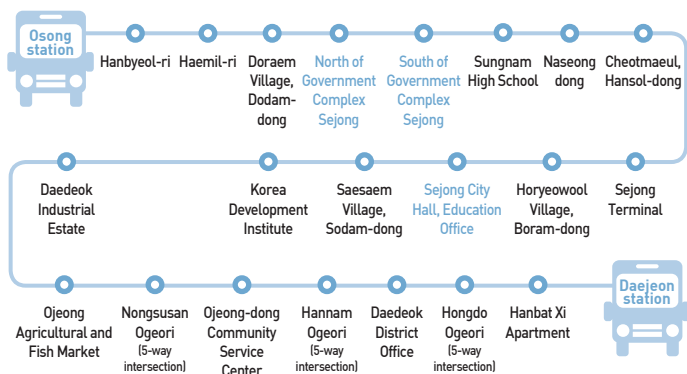 Osong
station
Hanbyeol-ri
Haemil-ri
Doraem
Village,
Dodam-
dong
North of
Government
Complex
Sejong
South of
Government
Complex
Sejong
Sungnam
High School
Naseong
dong
Cheotmaeul,
Hansol-dong
Daedeok
Industrial
Estate
Korea
Development
Institute
Saesaem
Village,
Sodam-dong
Sejong City
Hall, Education
Office
Horyeowool
Village,
Boram-dong
Sejong
Terminal
Ojeong
Agricultural and
Fish Market
Nongsusan
Ogeori
(5-way
intersection)
Ojeong-dong
Community
Service
Center
Hannam
Ogeori
(5-way
intersection)
Daedeok
District
Office
Hongdo
Ogeori
(5-way
intersection)
Hanbat Xi
Apartment
Daejeon
station